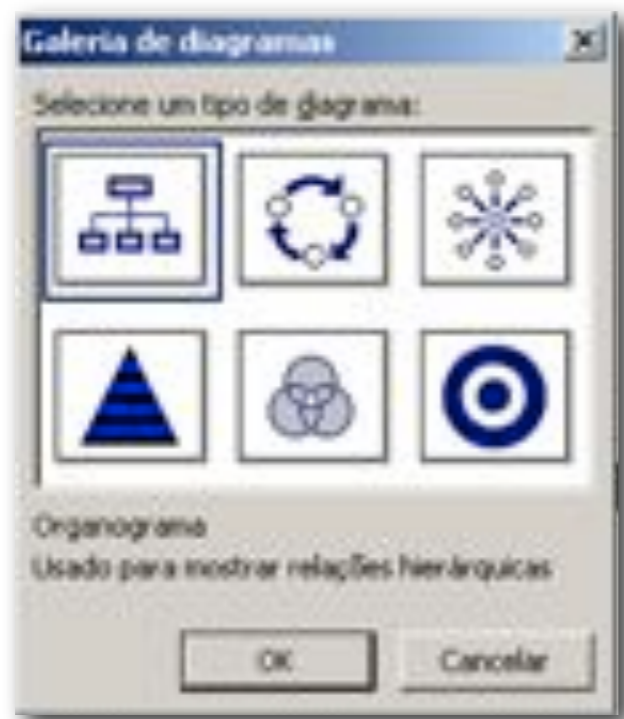 Galeria de diagramas
Selecione um tipo de diagrama:
Organograma
Usado para mostrar relações hierárquicas
OK
Cancelar